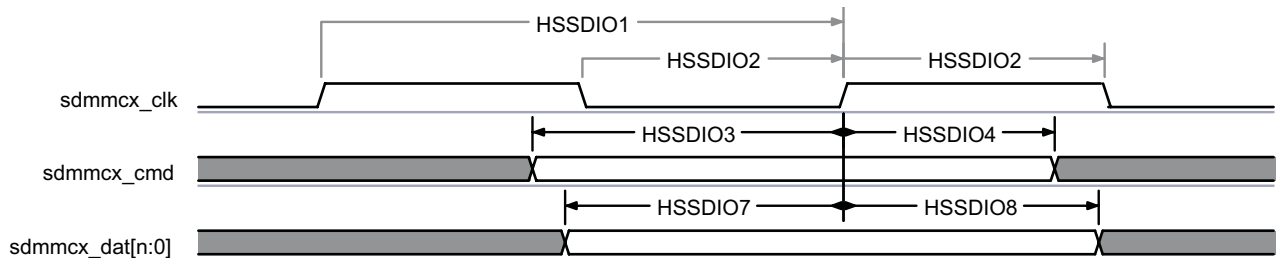 HSSDIO1
HSSDIO2 HSSDIO2
sdmmcx_clk
HSSDIO3 HSSDIO4
sdmmcx_cmd
HSSDIO7 HSSDIO8
sdmmcx_dat[n:0]